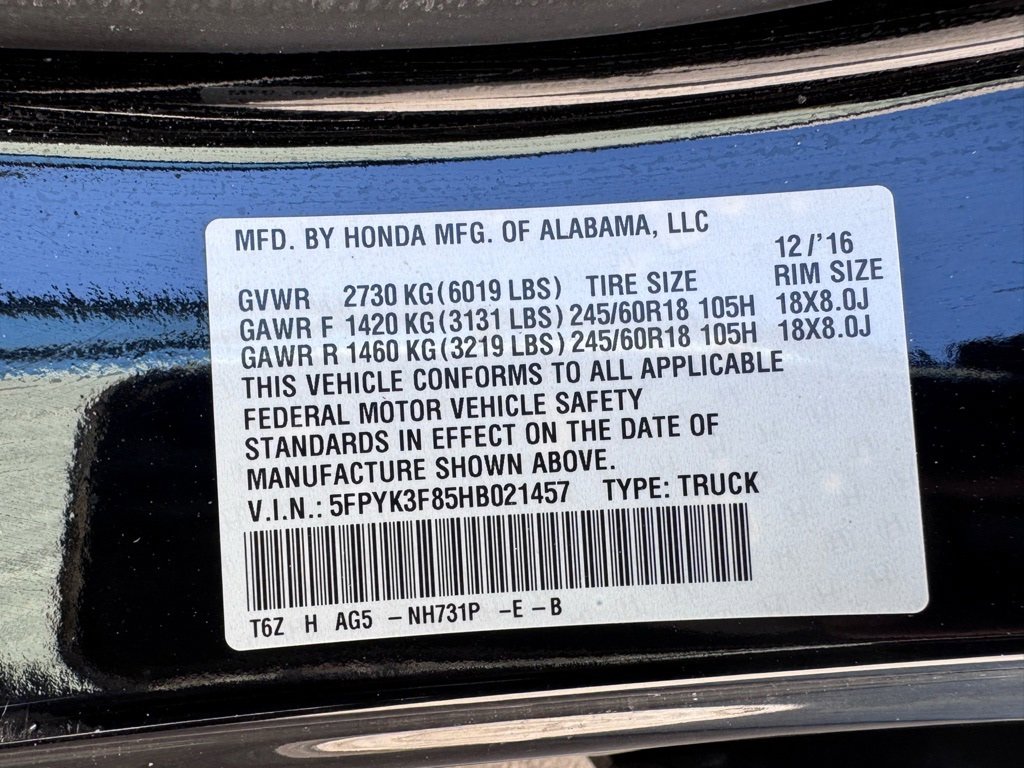 MFD. BY HONDA MFG. OF ALABAMA, LLC 12/'16
GVWR 2730 KG(6019 LBS) TIRE SIZE RIM SIZE
GAWR F 1420 KG(3131 LBS) 245/60R18 105H 18X8.0J
GAWR R 1460 KG(3219 LBS) 245/60R18 105H 18X8.0J
THIS VEHICLE CONFORMS TO ALL APPLICABLE
FEDERAL MOTOR VEHICLE SAFETY
STANDARDS IN EFFECT ON THE DATE OF
MANUFACTURE SHOWN ABOVE.
V.I.N.: 5FPYK3F85HB021457 TYPE: TRUCK
T6Z H AG5 -NH731P -E -B